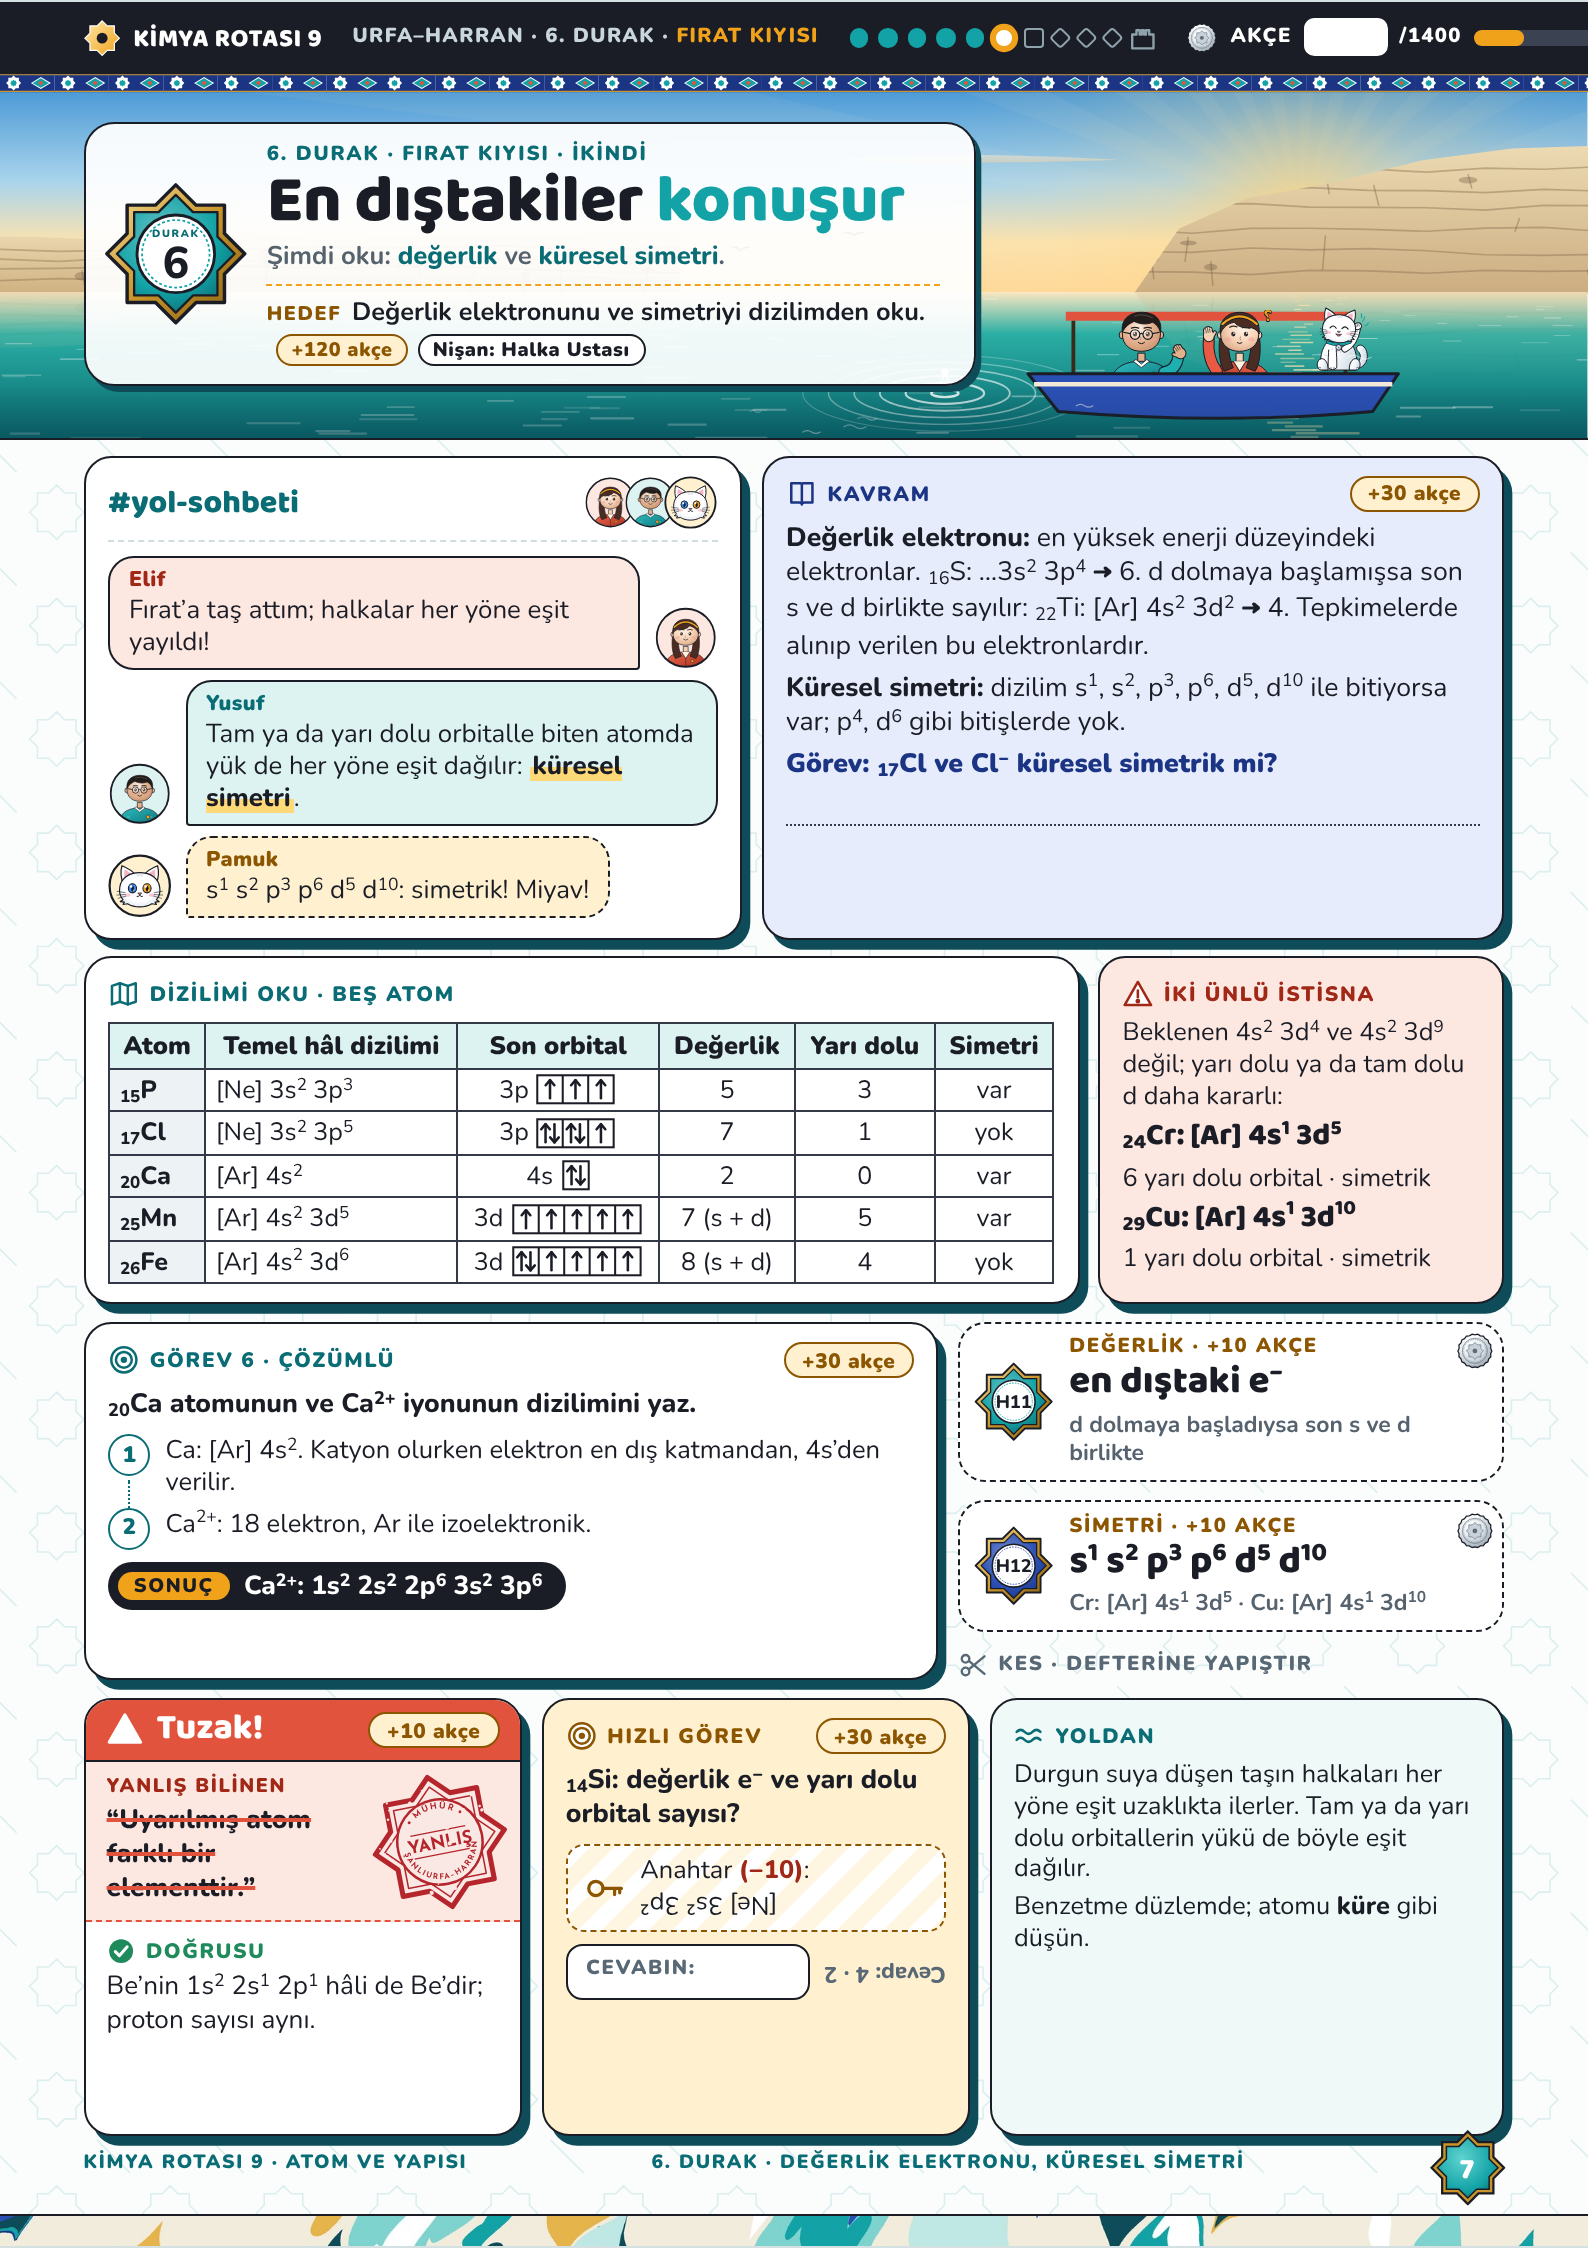 KİMYA ROTASI 9
URFA–HARRAN · 6. DURAK · FIRAT KIYISI
AKÇE /1400
6. DURAK · FIRAT KIYISI · İKİNDİ
DURAK
6
En dıştakiler konuşur
Şimdi oku: değerlik ve küresel simetri.
HEDEF Değerlik elektronunu ve simetriyi dizilimden oku.
+120 akçe Nişan: Halka Ustası
#yol-sohbeti
Elif
Fırat’a taş attım; halkalar her yöne eşit
yayıldı!
Yusuf
Tam ya da yarı dolu orbitalle biten atomda
yük de her yöne eşit dağılır: küresel
simetri.
Pamuk
s¹ s² p³ p⁶ d⁵ d¹⁰: simetrik! Miyav!
KAVRAM
+30 akçe
Değerlik elektronu: en yüksek enerji düzeyindeki
elektronlar. ₁₆S: ...3s² 3p⁴ ➜ 6. d dolmaya başlamışsa son
s ve d birlikte sayılır: ₂₂Ti: [Ar] 4s² 3d² ➜ 4. Tepkimelerde
alınıp verilen bu elektronlardır.
Küresel simetri: dizilim s¹, s², p³, p⁶, d⁵, d¹⁰ ile bitiyorsa
var; p⁴, d⁶ gibi bitişlerde yok.
Görev: ₁₇Cl ve Cl⁻ küresel simetrik mi?
DİZİLİMİ OKU · BEŞ ATOM
Atom Temel hâl dizilimi Son orbital Değerlik Yarı dolu Simetri
₁₅P [Ne] 3s² 3p³ 3p ↑ ↑ ↑ 5 3 var
₁₇Cl [Ne] 3s² 3p⁵ 3p ↑↓ ↑↓ ↑ 7 1 yok
₂₀Ca [Ar] 4s² 4s ↑↓ 2 0 var
₂₅Mn [Ar] 4s² 3d⁵ 3d ↑ ↑ ↑ ↑ ↑ 7 (s + d) 5 var
₂₆Fe [Ar] 4s² 3d⁶ 3d ↑↓ ↑ ↑ ↑ ↑ 8 (s + d) 4 yok
İKİ ÜNLÜ İSTİSNA
Beklenen 4s² 3d⁴ ve 4s² 3d⁹
değil; yarı dolu ya da tam dolu
d daha kararlı:
₂₄Cr: [Ar] 4s¹ 3d⁵
6 yarı dolu orbital · simetrik
₂₉Cu: [Ar] 4s¹ 3d¹⁰
1 yarı dolu orbital · simetrik
GÖREV 6 · ÇÖZÜMLÜ
+30 akçe
₂₀Ca atomunun ve Ca²⁺ iyonunun dizilimini yaz.
1 Ca: [Ar] 4s². Katyon olurken elektron en dış katmandan, 4s’den
verilir.
2 Ca²⁺: 18 elektron, Ar ile izoelektronik.
SONUÇ Ca²⁺: 1s² 2s² 2p⁶ 3s² 3p⁶
DEĞERLİK · +10 AKÇE
H11
en dıştaki e⁻
d dolmaya başladıysa son s ve d
birlikte
SİMETRİ · +10 AKÇE
H12
s¹ s² p³ p⁶ d⁵ d¹⁰
Cr: [Ar] 4s¹ 3d⁵ · Cu: [Ar] 4s¹ 3d¹⁰
KES · DEFTERİNE YAPIŞTIR
Tuzak!
+10 akçe
YANLIŞ BİLİNEN
“Uyarılmış atom
farklı bir
elementtir.”
MÜHÜR
YANLIŞ
ŞANLIURFA-HARRAN
DOĞRUSU
Be’nin 1s² 2s¹ 2p¹ hâli de Be’dir;
proton sayısı aynı.
HIZLI GÖREV
+30 akçe
₁₄Si: değerlik e⁻ ve yarı dolu
orbital sayısı?
Anahtar (−10):
[Ne] 3s² 3p²
CEVABIN:
Cevap: 4 · 2
YOLDAN
Durgun suya düşen taşın halkaları her
yöne eşit uzaklıkta ilerler. Tam ya da yarı
dolu orbitallerin yükü de böyle eşit
dağılır.
Benzetme düzlemde; atomu küre gibi
düşün.
KİMYA ROTASI 9 · ATOM VE YAPISI
6. DURAK · DEĞERLİK ELEKTRONU, KÜRESEL SİMETRİ
7